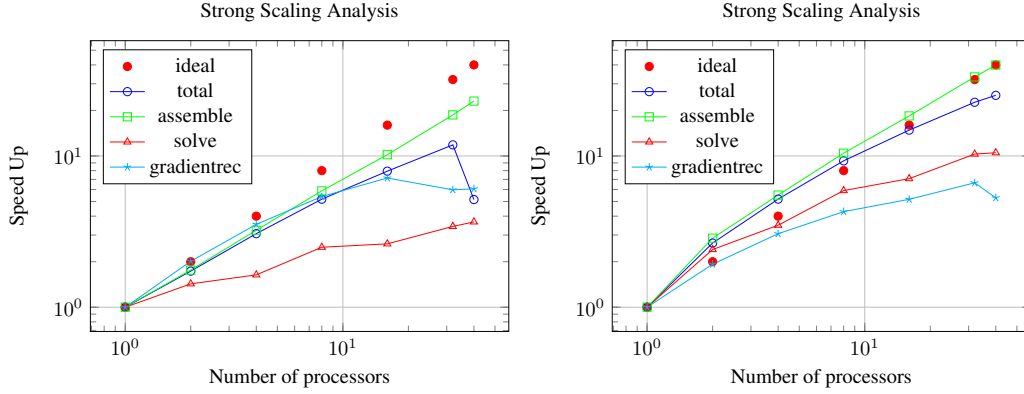 Strong Scaling Analysis
Speed Up
10^1
10^0
ideal
total
assemble
solve
gradientrec
10^0 10^1
Number of processors
Strong Scaling Analysis
Speed Up
10^1
10^0
ideal
total
assemble
solve
gradientrec
10^0 10^1
Number of processors